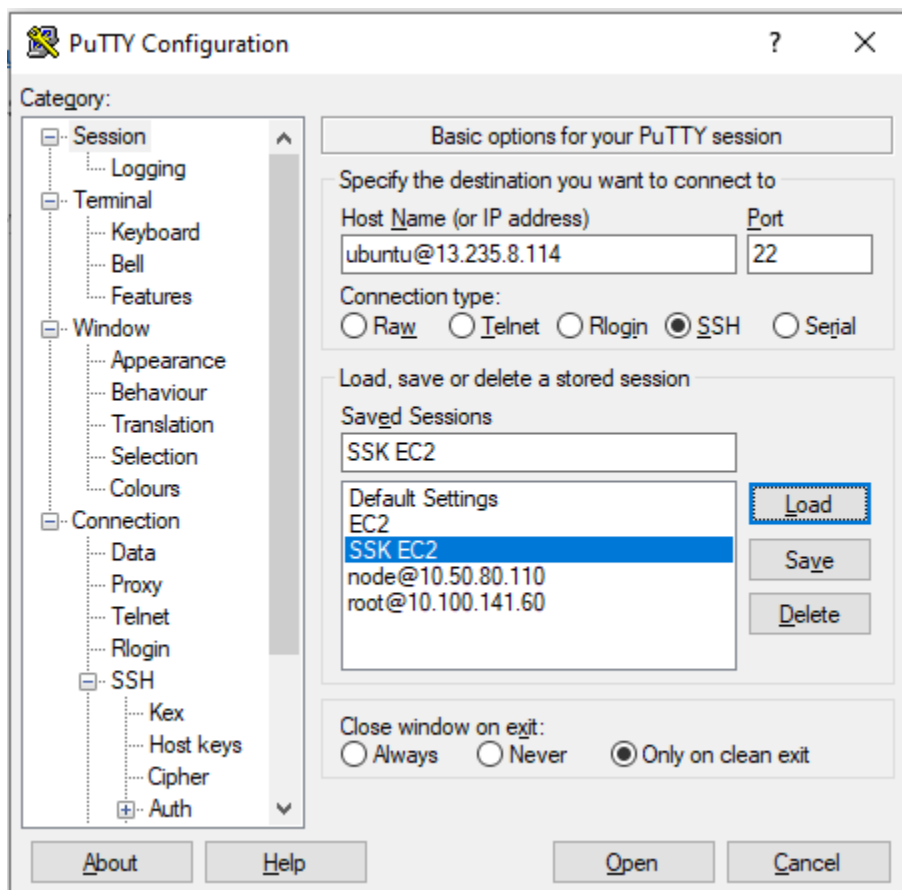 PuTTY Configuration
?
Category:
Session
Logging
Terminal
Keyboard
Bell
Features
Window
Appearance
Behaviour
Translation
Selection
Colours
Connection
Data
Proxy
Telnet
Rlogin
SSH
Kex
Host keys
Cipher
Auth
Basic options for your PuTTY session
Specify the destination you want to connect to
Host Name (or IP address) Port
ubuntu@13.235.8.114 22
Connection type:
Raw Telnet Rlogin SSH Serial
Load, save or delete a stored session
Saved Sessions
SSK EC2
Default Settings
EC2
SSK EC2
node@10.50.80.110
root@10.100.141.60
Load
Save
Delete
Close window on exit:
Always Never Only on clean exit
About Help Open Cancel